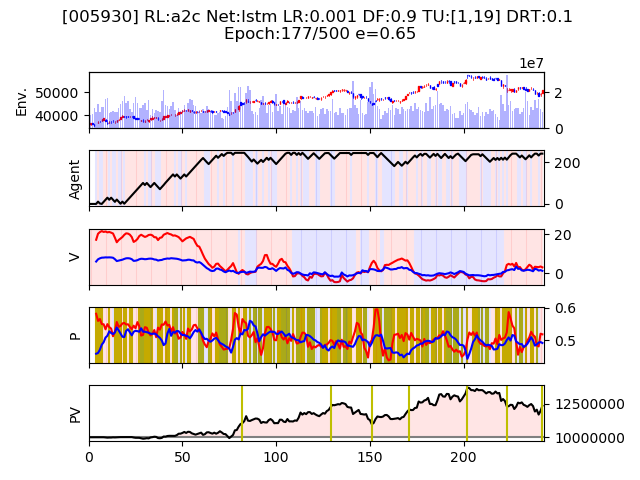 [005930] RL:a2c Net:lstm LR:0.001 DF:0.9 TU:[1,19] DRT:0.1
Epoch:177/500 e=0.65
1e7
Env.
50000
40000
2
0
Agent
200
0
V
20
0
P
0.6
0.5
PV
12500000
10000000
0 50 100 150 200